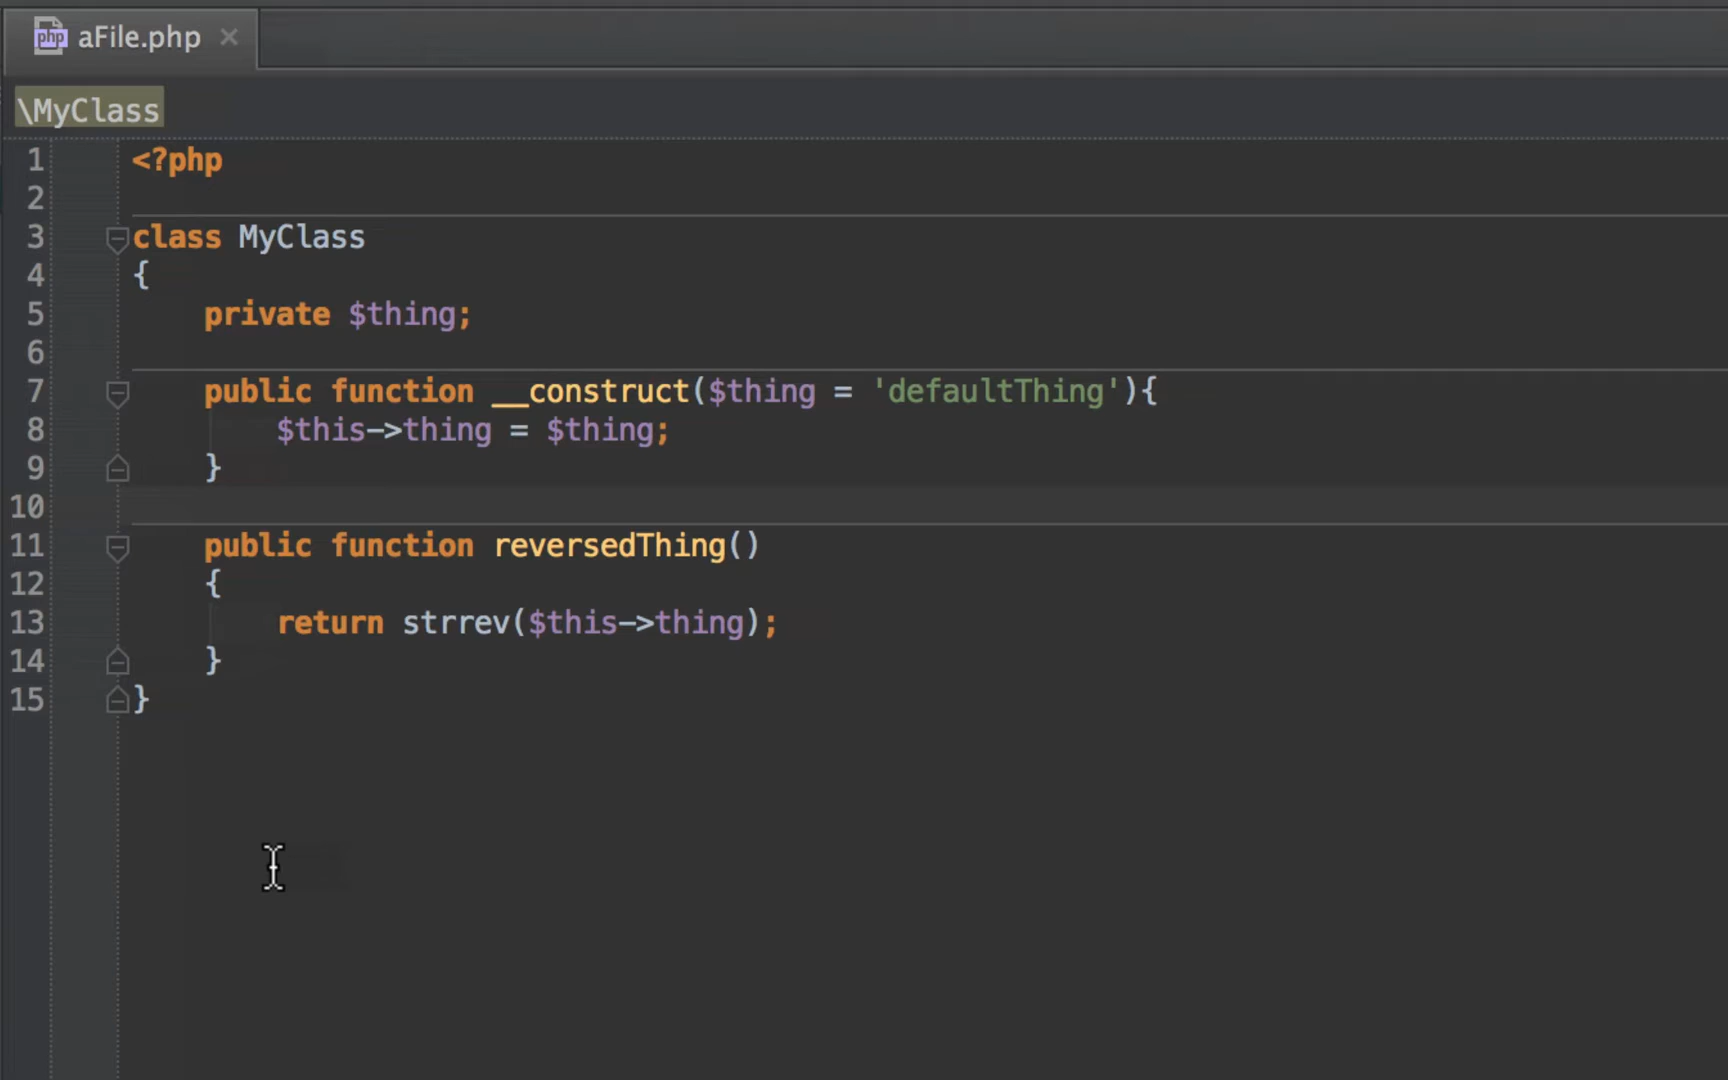 php aFile.php ×
\MyClass
1 <?php
2
3 class MyClass
4 {
5     private $thing;
6
7     public function __construct($thing = 'defaultThing'){
8         $this->thing = $thing;
9     }
10
11     public function reversedThing()
12     {
13         return strrev($this->thing);
14     }
15 }